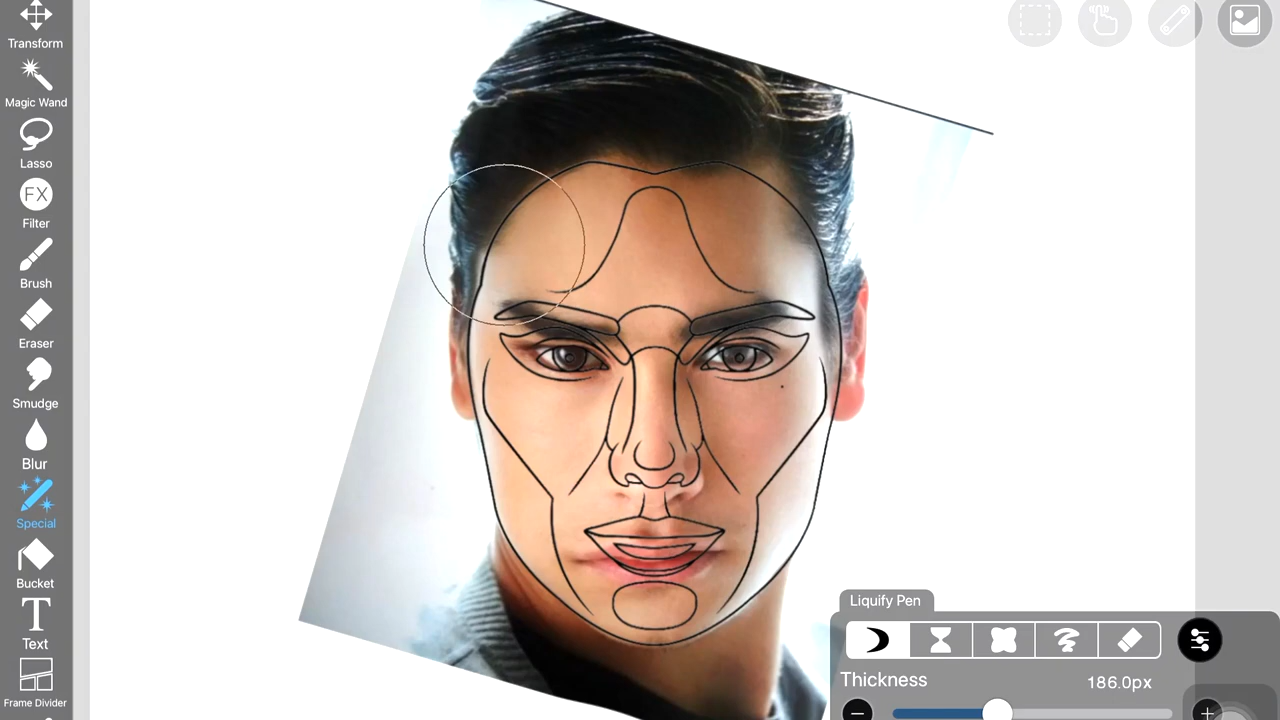 Transform
Magic Wand
Lasso
FX
Filter
Brush
Eraser
Smudge
Blur
Special
Bucket
T
Text
Frame Divider
Liquify Pen
Thickness 186.0px